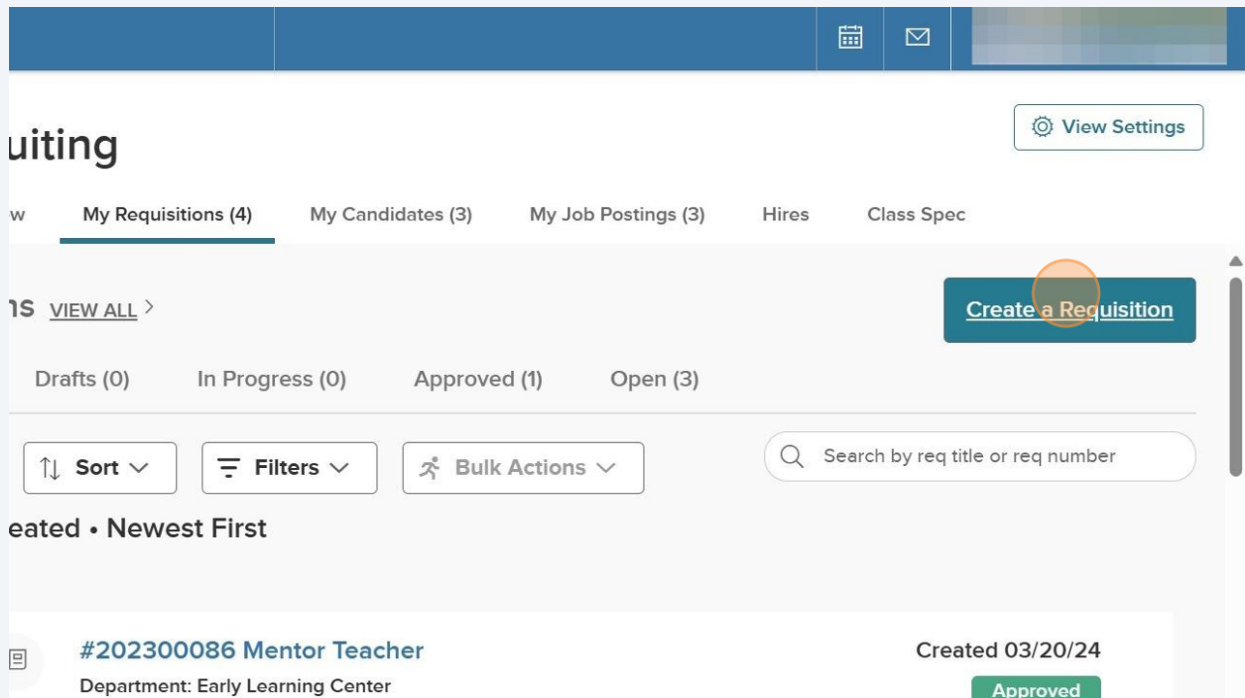 View Settings
uiting
My Requisitions (4) My Candidates (3) My Job Postings (3) Hires Class Spec
VIEW ALL
Create a Requisition
Drafts (0) In Progress (0) Approved (1) Open (3)
Sort Filters Bulk Actions Search by req title or req number
eated • Newest First
#202300086 Mentor Teacher Created 03/20/24
Department: Early Learning Center Approved